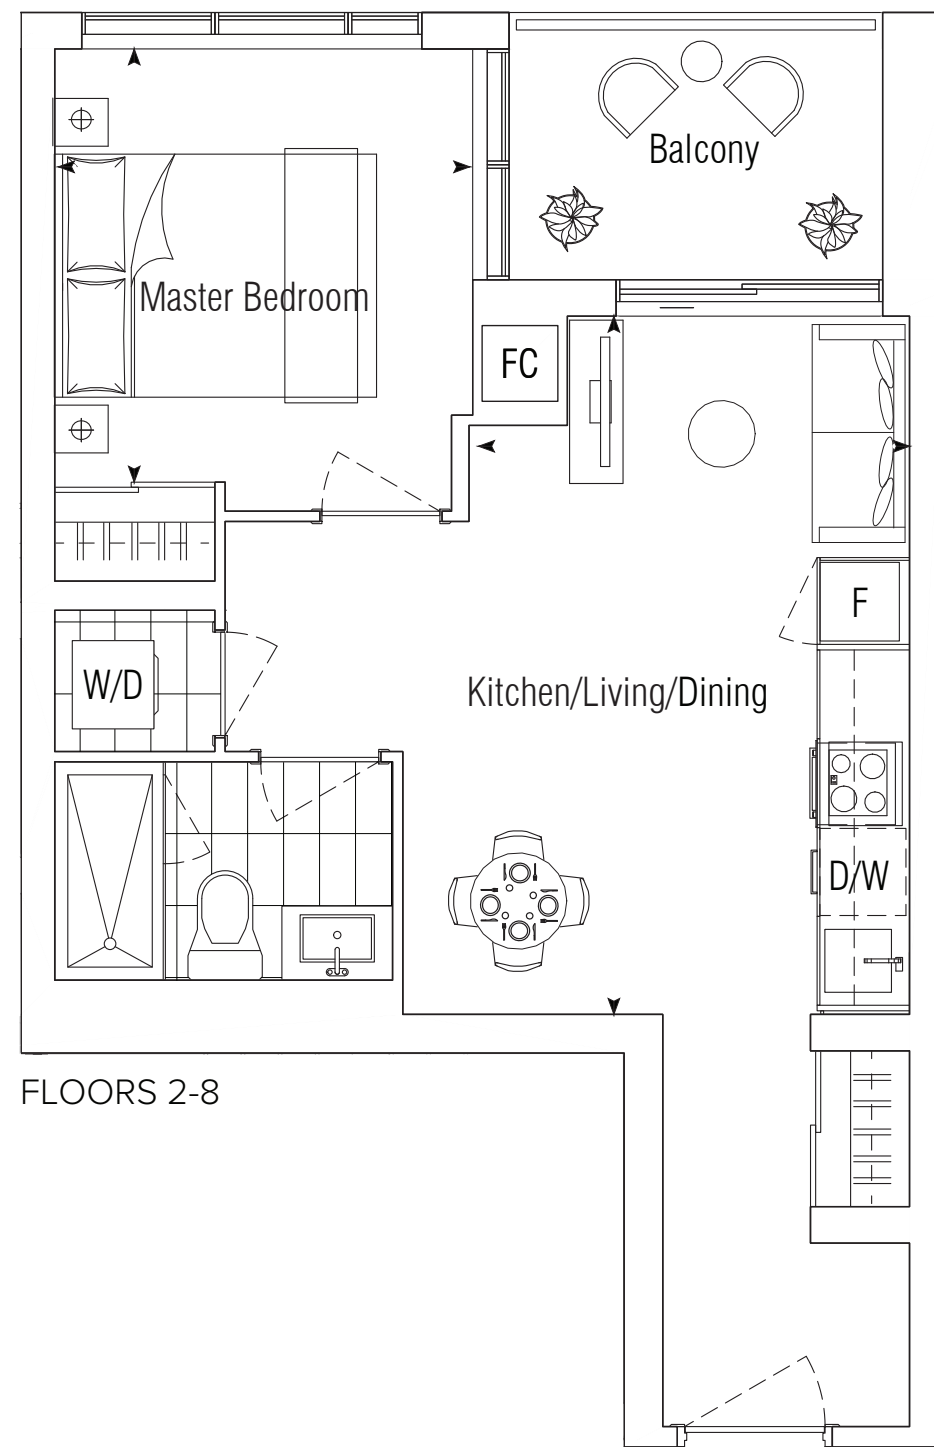 Balcony
Master Bedroom
FC
F
W/D
Kitchen/Living/Dining
D/W
FLOORS 2-8